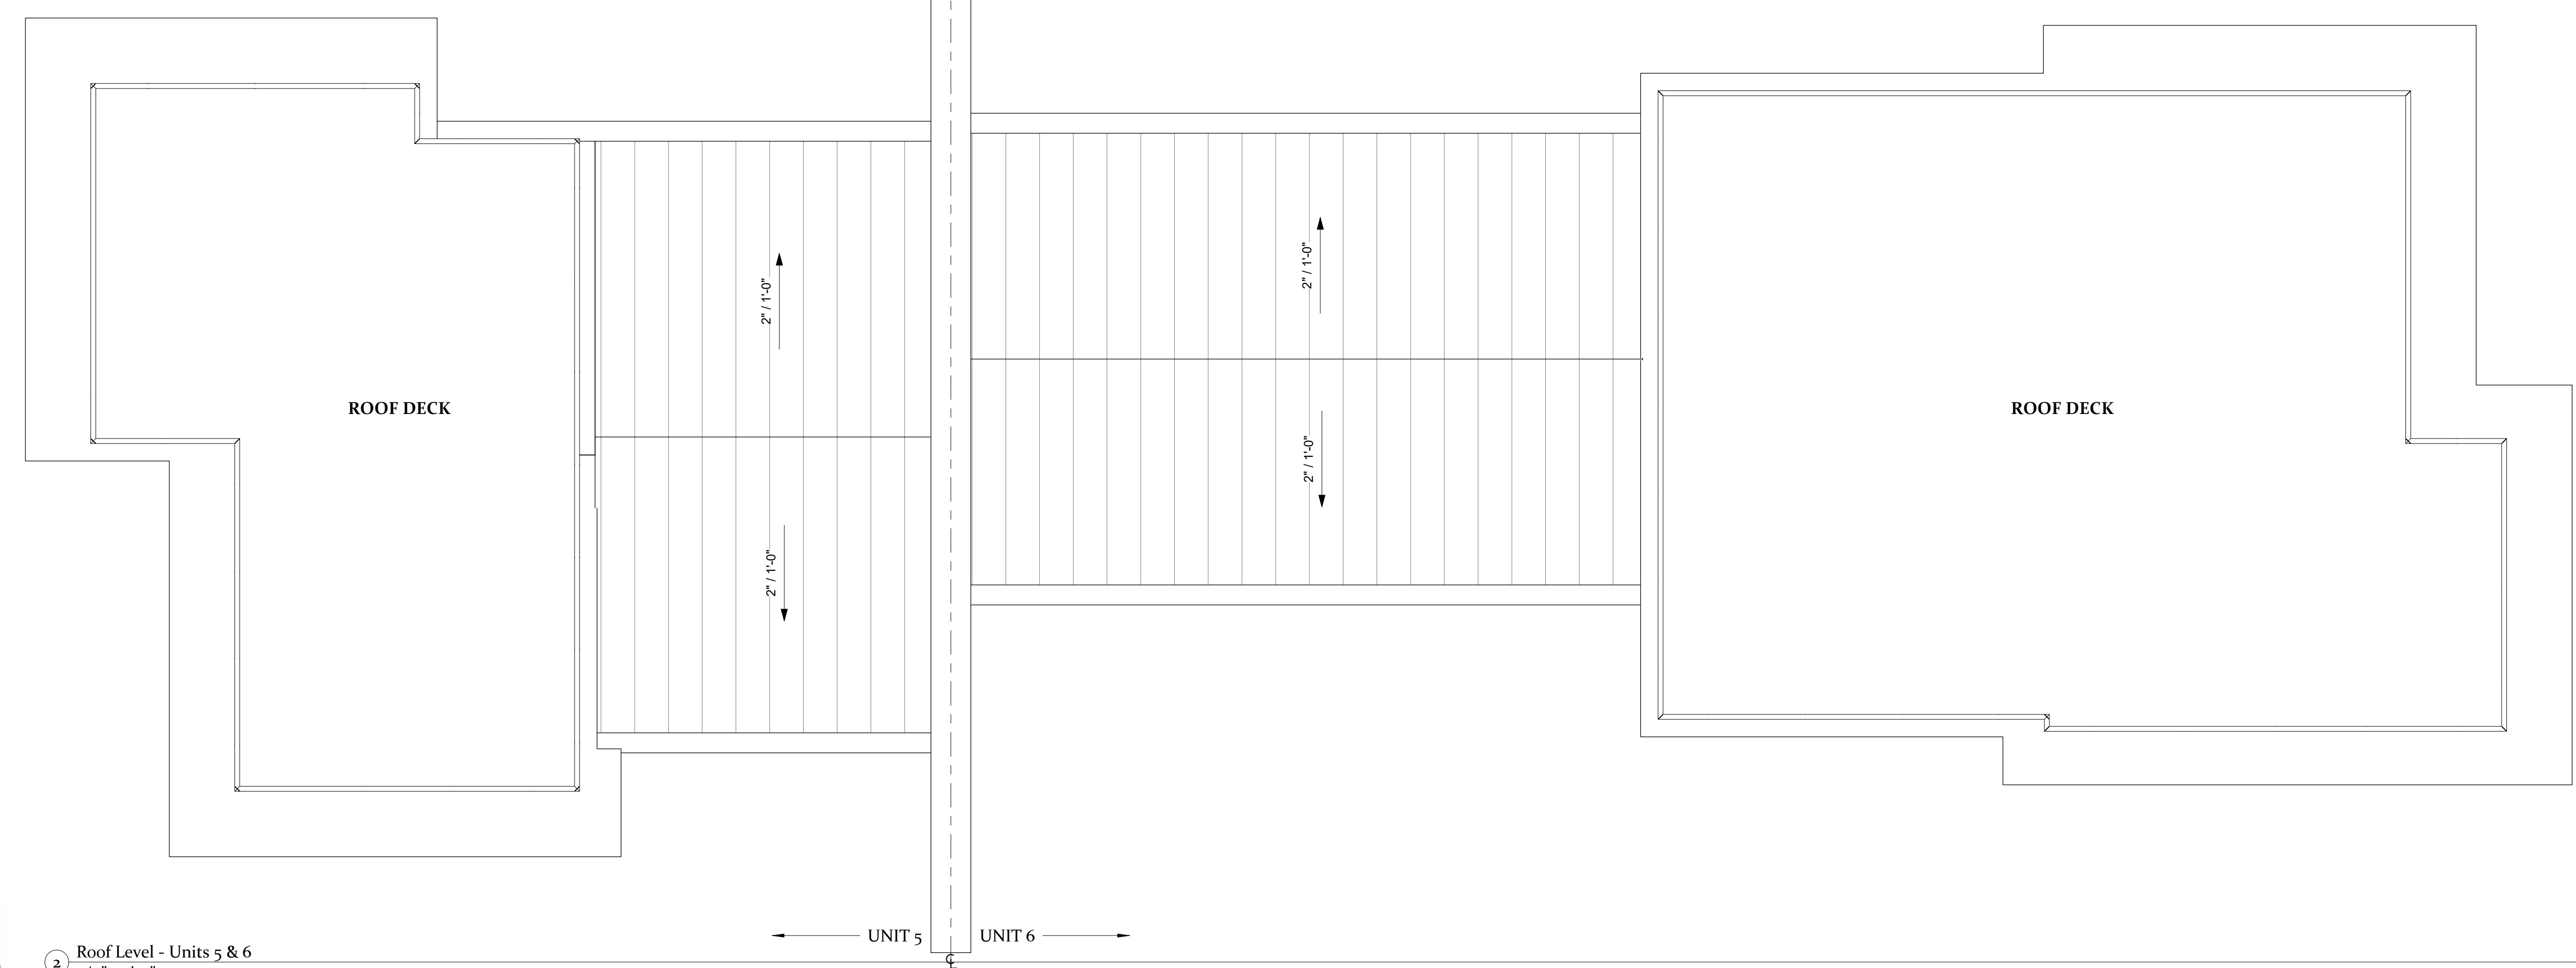 2" / 1'-0"
2" / 1'-0"
2" / 1'-0"
2" / 1'-0"
ROOF DECK
ROOF DECK
UNIT 5
UNIT 6
2
Roof Level - Units 5 & 6